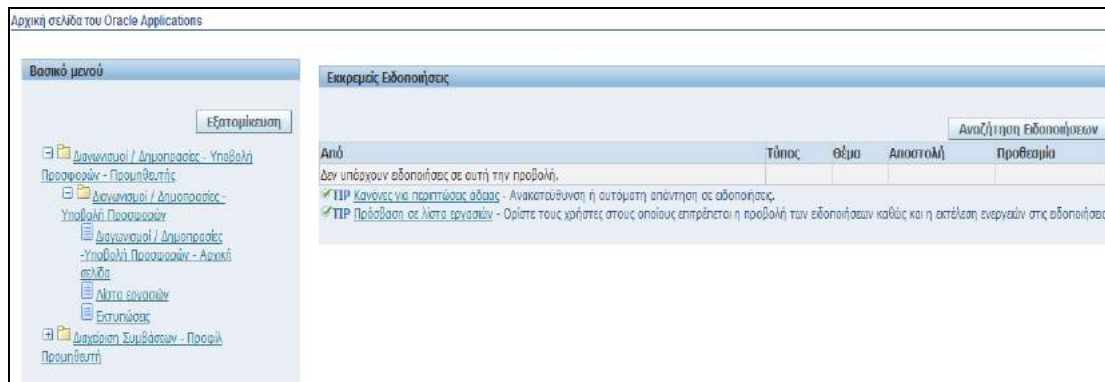 Αρχική σελίδα του Oracle Applications
Βασικό μενού
Εξατομίκευση
Διαγωνισμοί / Δημοπρασίες - Υποβολή
Προσφορών - Προμηθευτής
Διαγωνισμοί / Δημοπρασίες -
Υποβολή Προσφορών
Διαγωνισμοί / Δημοπρασίες
-Υποβολή Προσφορών - Αρχική
σελίδα
Λίστα εργασιών
Εκτυπώσεις
Διαχείριση Συμβάσεων - Προφίλ
Προμηθευτή
Εκκρεμείς Ειδοποιήσεις
Αναζήτηση Ειδοποιήσεων
Από Τύπος Θέμα Αποστολή Προθεσμία
Δεν υπάρχουν ειδοποιήσεις σε αυτή την προβολή.
TIP Κανόνες για περιπτώσεις άδειας - Ανακατεύθυνση ή αυτόματη απάντηση σε ειδοποιήσεις.
TIP Πρόσβαση σε λίστα εργασιών - Ορίστε τους χρήστες στους οποίους επιτρέπεται η προβολή των ειδοποιήσεων καθώς και η εκτέλεση ενεργειών στις ειδοποιήσεις